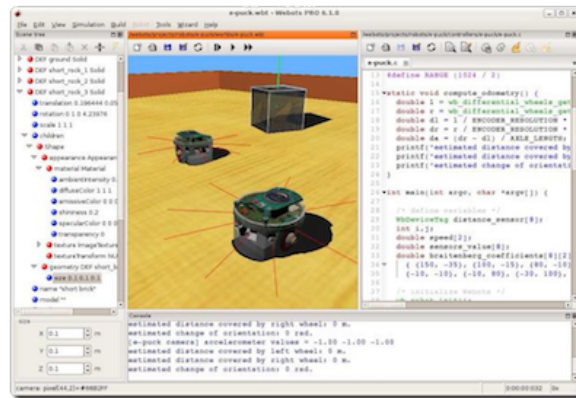 e-puck.wbt - Webots PRO 6.1.0
File Edit View Simulation Build Robot Tools Wizard Help
Scene tree
DEF ground Solid
DEF short_rock_1 Solid
DEF short_rock_2 Solid
DEF short_rock_3 Solid
translation 0.196444 0.05
rotation 0 1 0 4.23976
scale 1 1 1
children
Shape
appearance Appearan
material Material
ambientIntensity 0.
diffuseColor 1 1 1
emissiveColor 0 0 0
shininess 0.2
specularColor 0 0 0
transparency 0
texture ImageTexture
textureTransform NU
geometry DEF short_b
size 0.1 0.1 0.1
name "short brick"
model ""
size
X 0.1 m
Y 0.1 m
Z 0.1 m
e-puck.c
13 #define RANGE (1024 / 2)
static void compute_odometry() {
double l = wb_differential_wheels_get
double r = wb_differential_wheels_get
double dl = l / ENCODER_RESOLUTION *
double dr = r / ENCODER_RESOLUTION *
double da = (dr - dl) / AXLE_LENGTH;
printf("estimated distance covered by
printf("estimated distance covered by
printf("estimated change of orientati
}
int main(int argc, char *argv[]) {
/* define variables */
WbDeviceTag distance_sensor[8];
int i,j;
double speed[2];
double sensors_value[8];
double braitenberg_coefficients[8][2]
{ {150, -35}, {100, -15}, {80, -10}
{-10, -10}, {-10, 80}, {-30, 100},
/* initialize Webots */
Console
estimated distance covered by right wheel: 0 m.
estimated change of orientation: 0 rad.
[e-puck camera] accelerometer values = -1.00 -1.00 -1.00
estimated distance covered by left wheel: 0 m.
estimated distance covered by right wheel: 0 m.
estimated change of orientation: 0 rad.
0:00:00:032
0x